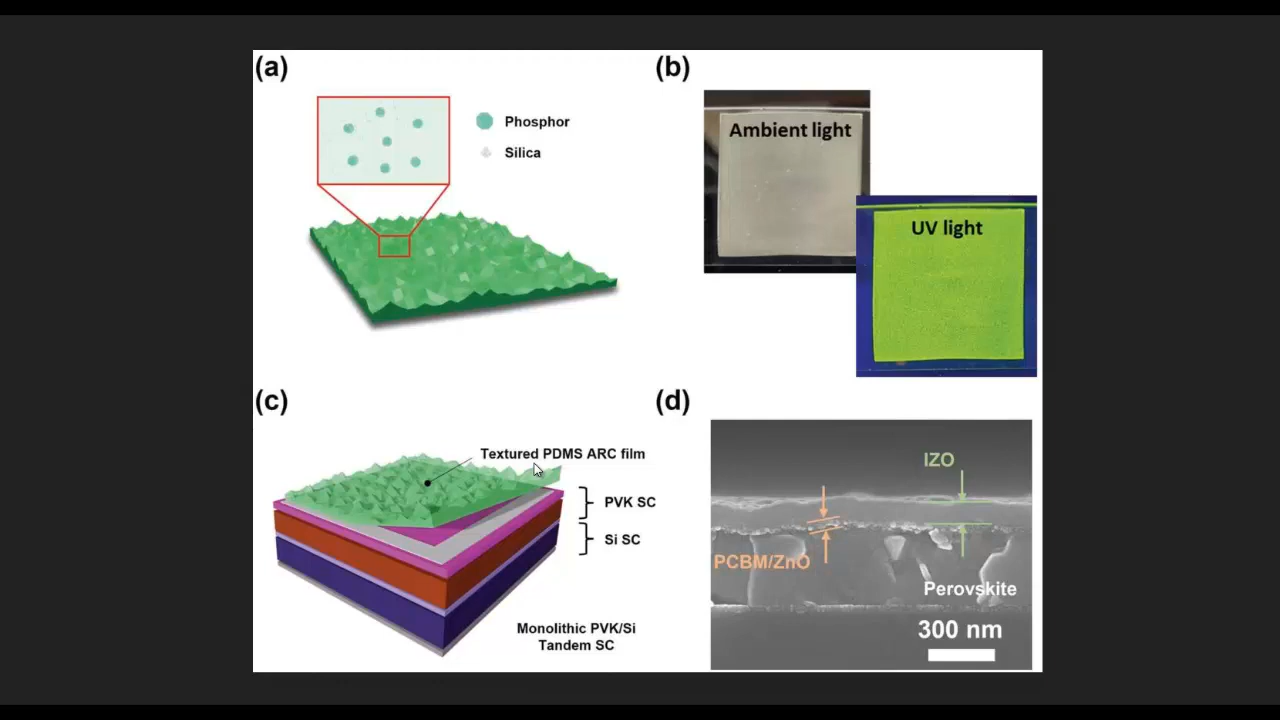 (a)
Phosphor
Silica
(b)
Ambient light
UV light
(c)
Textured PDMS ARC film
PVK SC
Si SC
Monolithic PVK/Si
Tandem SC
(d)
IZO
PCBM/ZnO
Perovskite
300 nm